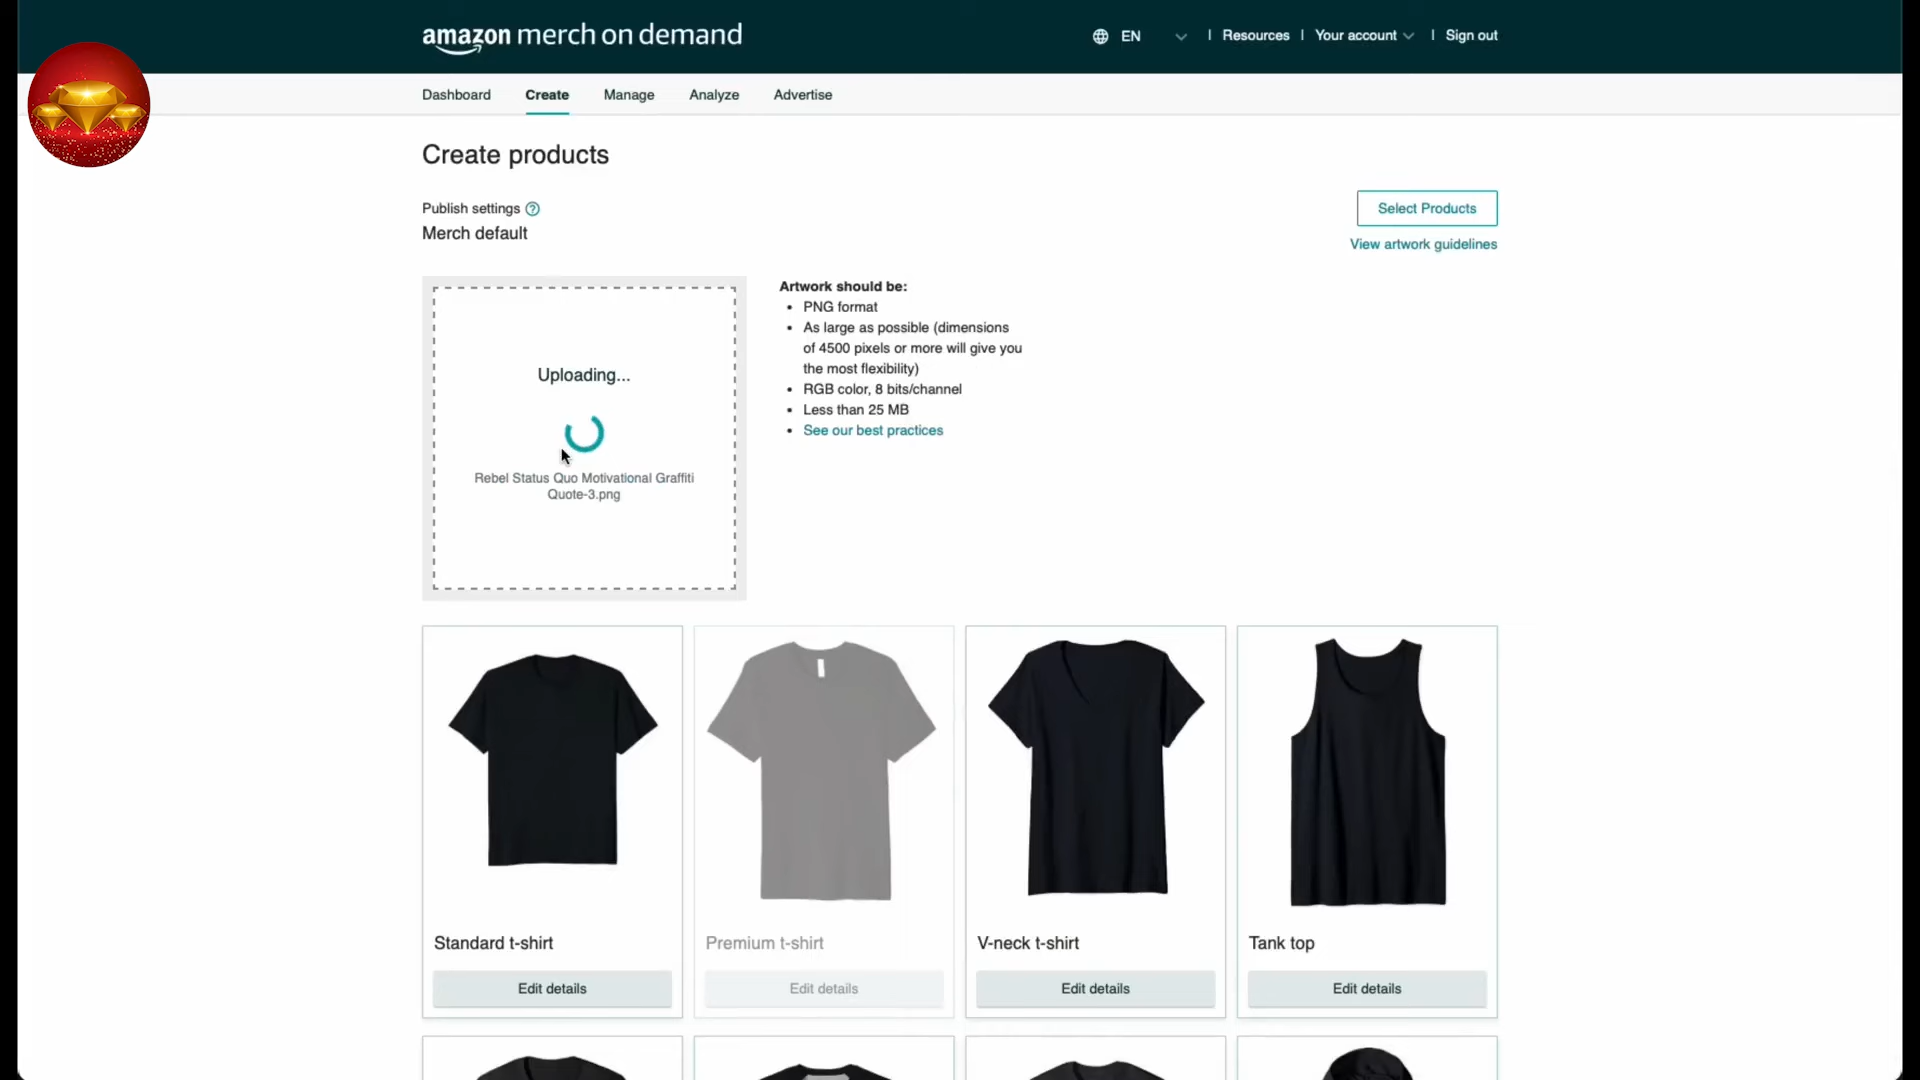 amazon merch on demand
EN
Resources
Your account
Sign out
Dashboard
Create
Manage
Analyze
Advertise
Create products
Publish settings ?
Merch default
Select Products
View artwork guidelines
Uploading...
Rebel Status Quo Motivational Graffiti
Quote-3.png
Artwork should be:
PNG format
As large as possible (dimensions
of 4500 pixels or more will give you
the most flexibility)
RGB color, 8 bits/channel
Less than 25 MB
See our best practices
Standard t-shirt
Premium t-shirt
V-neck t-shirt
Tank top
Edit details
Edit details
Edit details
Edit details